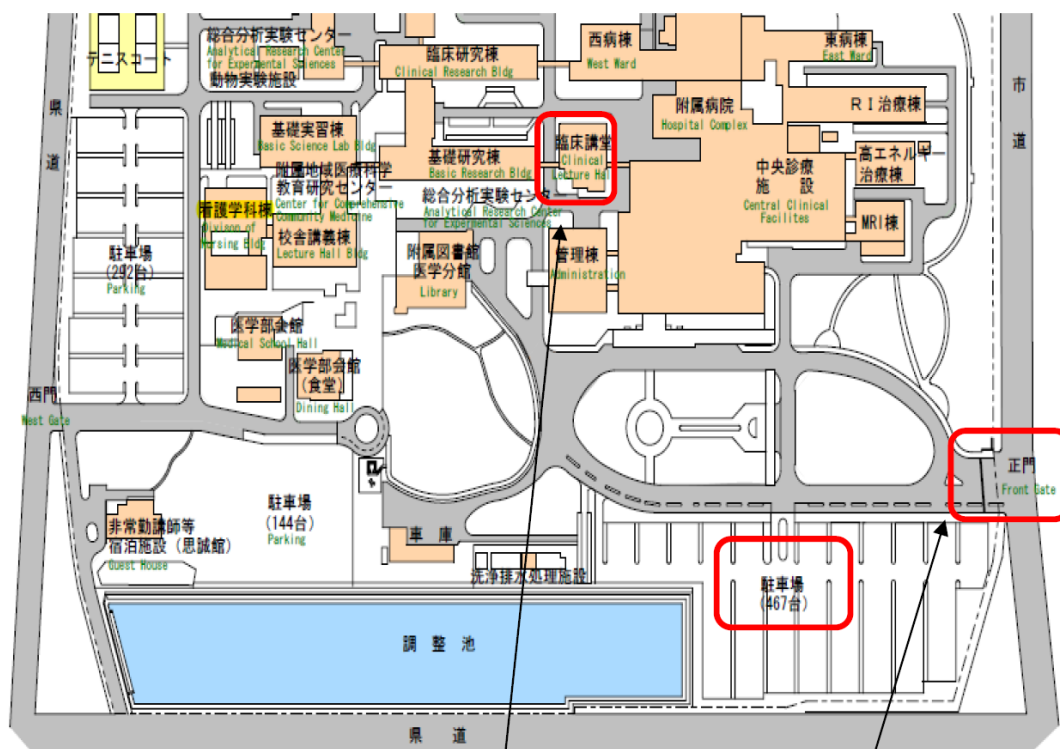 テニスコート
総合分析実験センター
Analytical Research Center
for Expermental Sciences
動物実験施設
臨床研究棟
Clinical Research Bldg
西病棟
West Ward
東病棟
East Ward
県道
市道
附属病院
Hospital Complex
RI治療棟
基礎実習棟
Basic Science Lab Bldg
基礎研究棟
Basic Research Bldg
臨床講堂
Clinical
Lecture Hal
中央診療
施設
Central Clinical
Facilites
高エネルギー
治療棟
附属地域医療科学
教育研究センター
Center for Comprehensive
Community Medicine
総合分析実験センター
Analytical Research Center
for Expermental Sciences
看護学科棟
Divison of
Nursing Bldg
校舎講義棟
Lecture Hall Bldg
MRI棟
駐車場
(292台)
Parking
附属図書館
医学分館
Library
管理棟
Administration
医学部会館
Medical School Hall
医学部会館
(食堂)
Dining Hall
西門
West Gate
正門
Front Gate
駐車場
(144台)
Parking
非常勤講師等
宿泊施設(思誠館)
Guest House
車庫
洗浄排水処理施設
駐車場
(467台)
調整池
県道